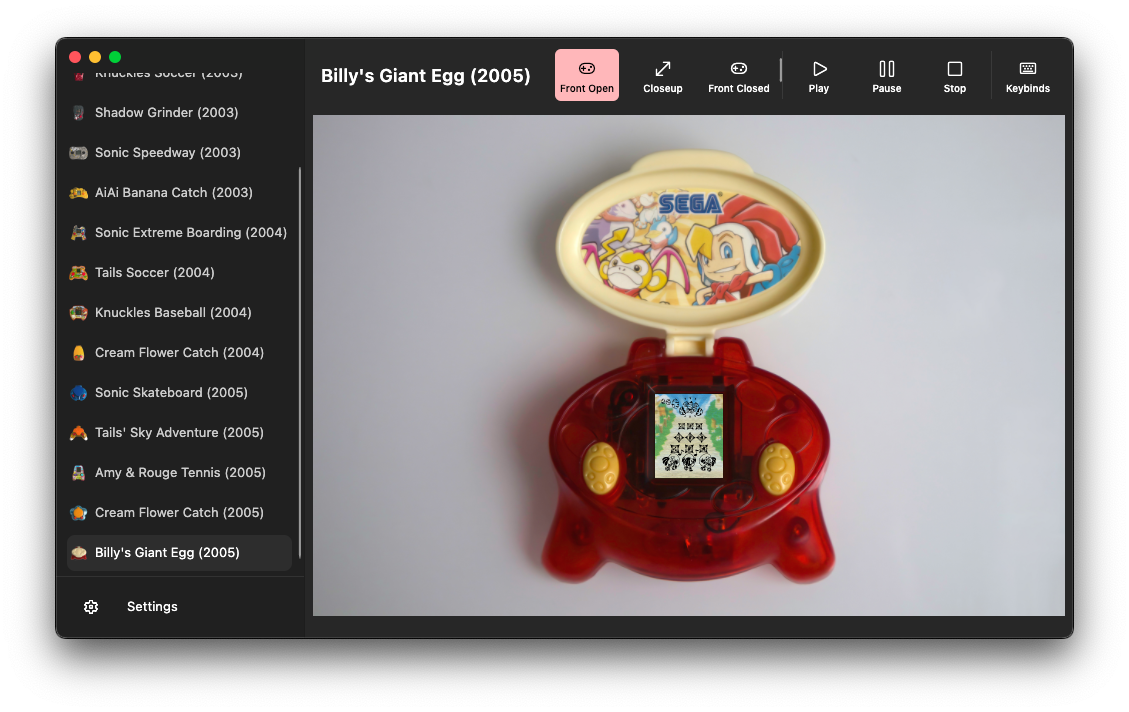 Knuckles Soccer (2003)
Shadow Grinder (2003)
Sonic Speedway (2003)
AiAi Banana Catch (2003)
Sonic Extreme Boarding (2004)
Tails Soccer (2004)
Knuckles Baseball (2004)
Cream Flower Catch (2004)
Sonic Skateboard (2005)
Tails' Sky Adventure (2005)
Amy & Rouge Tennis (2005)
Cream Flower Catch (2005)
Billy's Giant Egg (2005)
Settings
Billy's Giant Egg (2005)
Front Open
Closeup
Front Closed
Play
Pause
Stop
Keybinds
SEGA